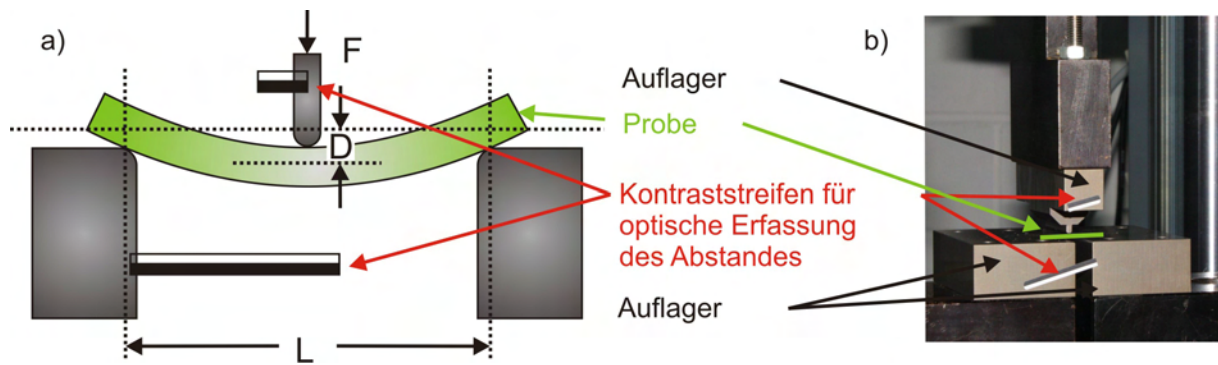 a)
F
D
L
Auflager
Probe
Kontraststreifen für
optische Erfassung
des Abstandes
Auflager
b)